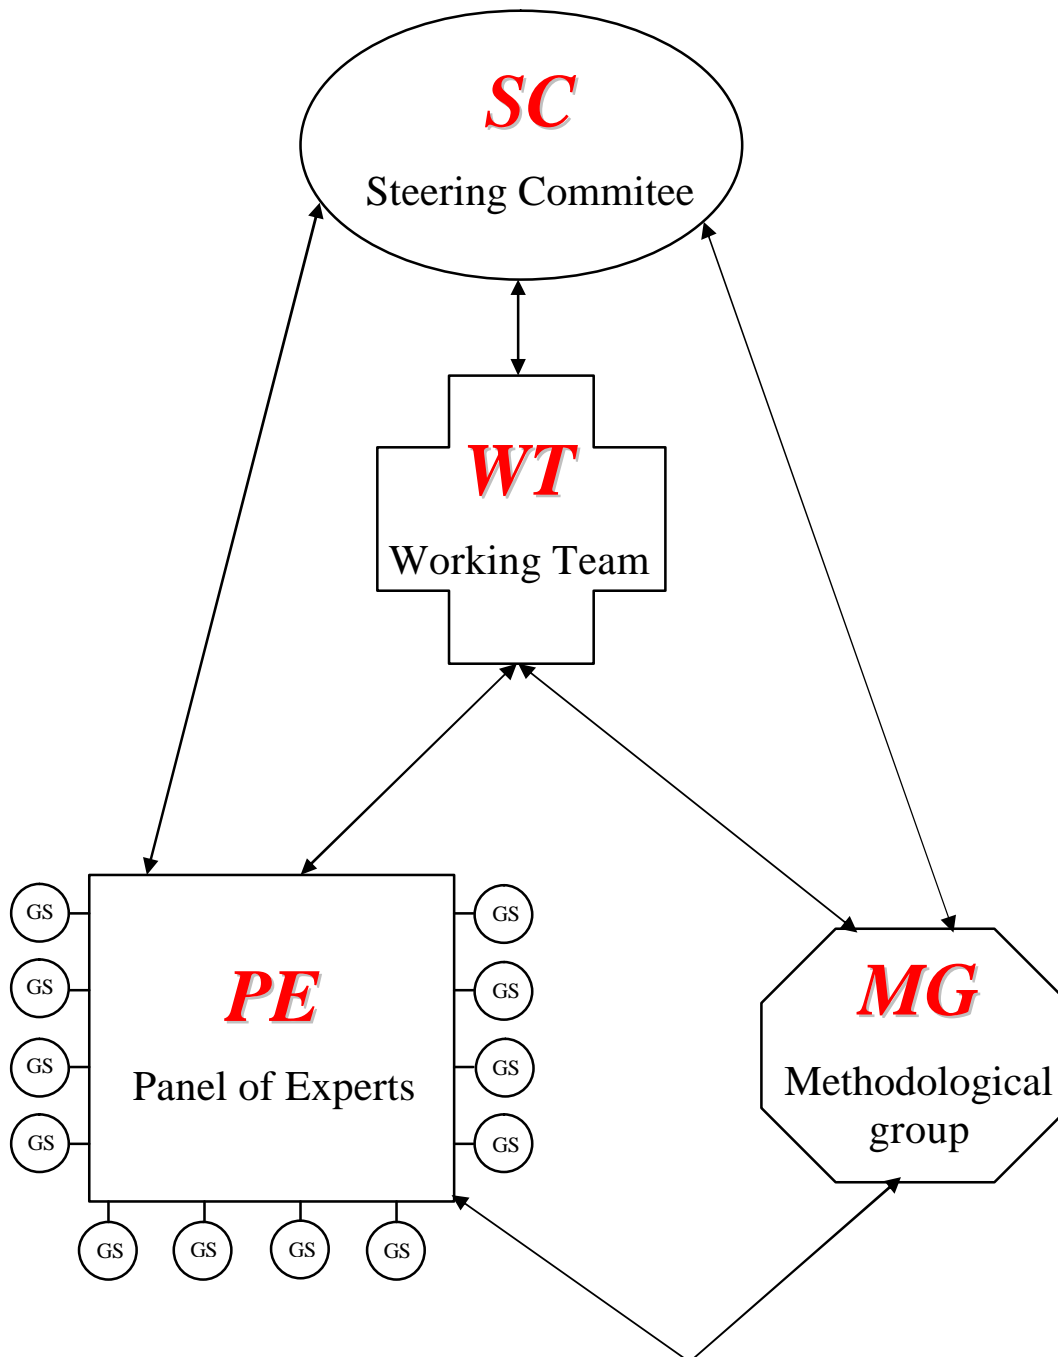 SC
Steering Commitee
WT
Working Team
GS
GS
GS
GS
PE
Panel of Experts
GS
GS
GS
GS
GS
GS
GS
GS
MG
Methodological
group